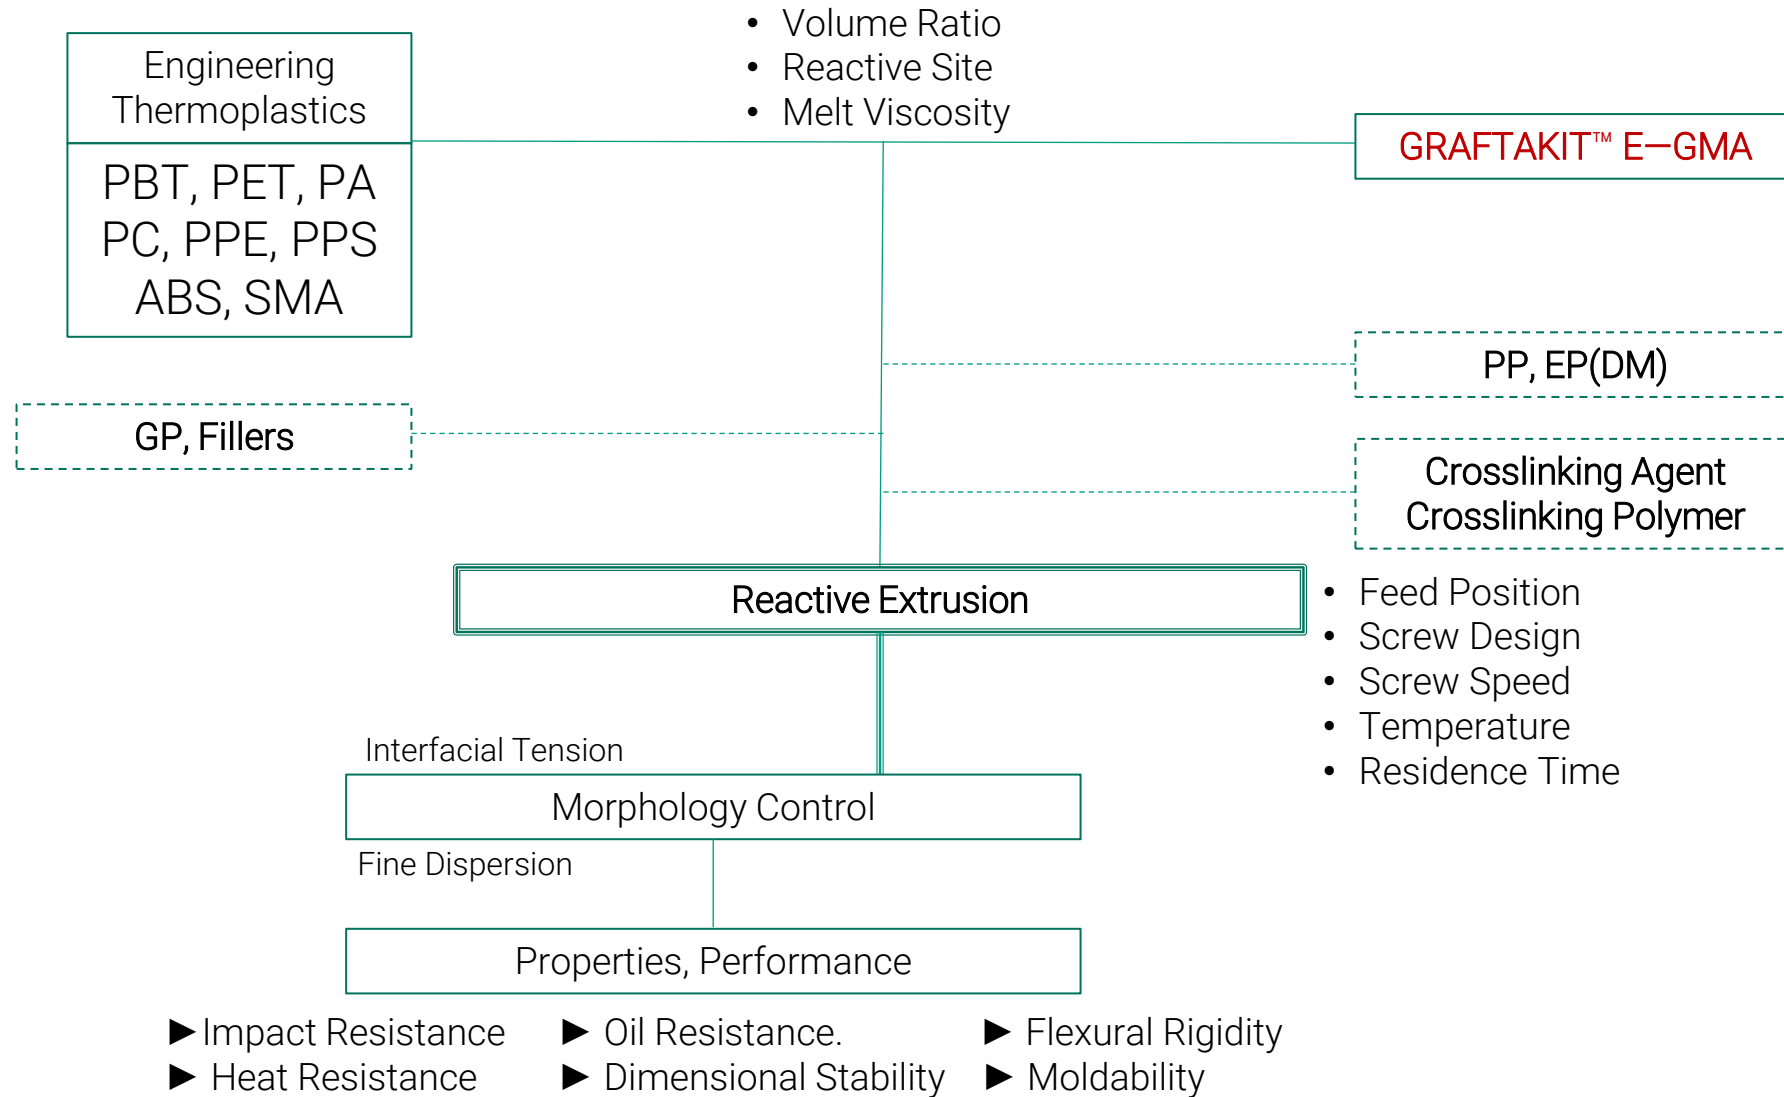 • Volume Ratio
• Reactive Site
• Melt Viscosity
Engineering
Thermoplastics
PBT, PET, PA
PC, PPE, PPS
ABS, SMA
GRAFTAKIT™ E—GMA
PP, EP(DM)
GP, Fillers
Crosslinking Agent
Crosslinking Polymer
Reactive Extrusion
• Feed Position
• Screw Design
• Screw Speed
• Temperature
• Residence Time
Interfacial Tension
Morphology Control
Fine Dispersion
Properties, Performance
►Impact Resistance ► Oil Resistance. ► Flexural Rigidity
► Heat Resistance ► Dimensional Stability ► Moldability